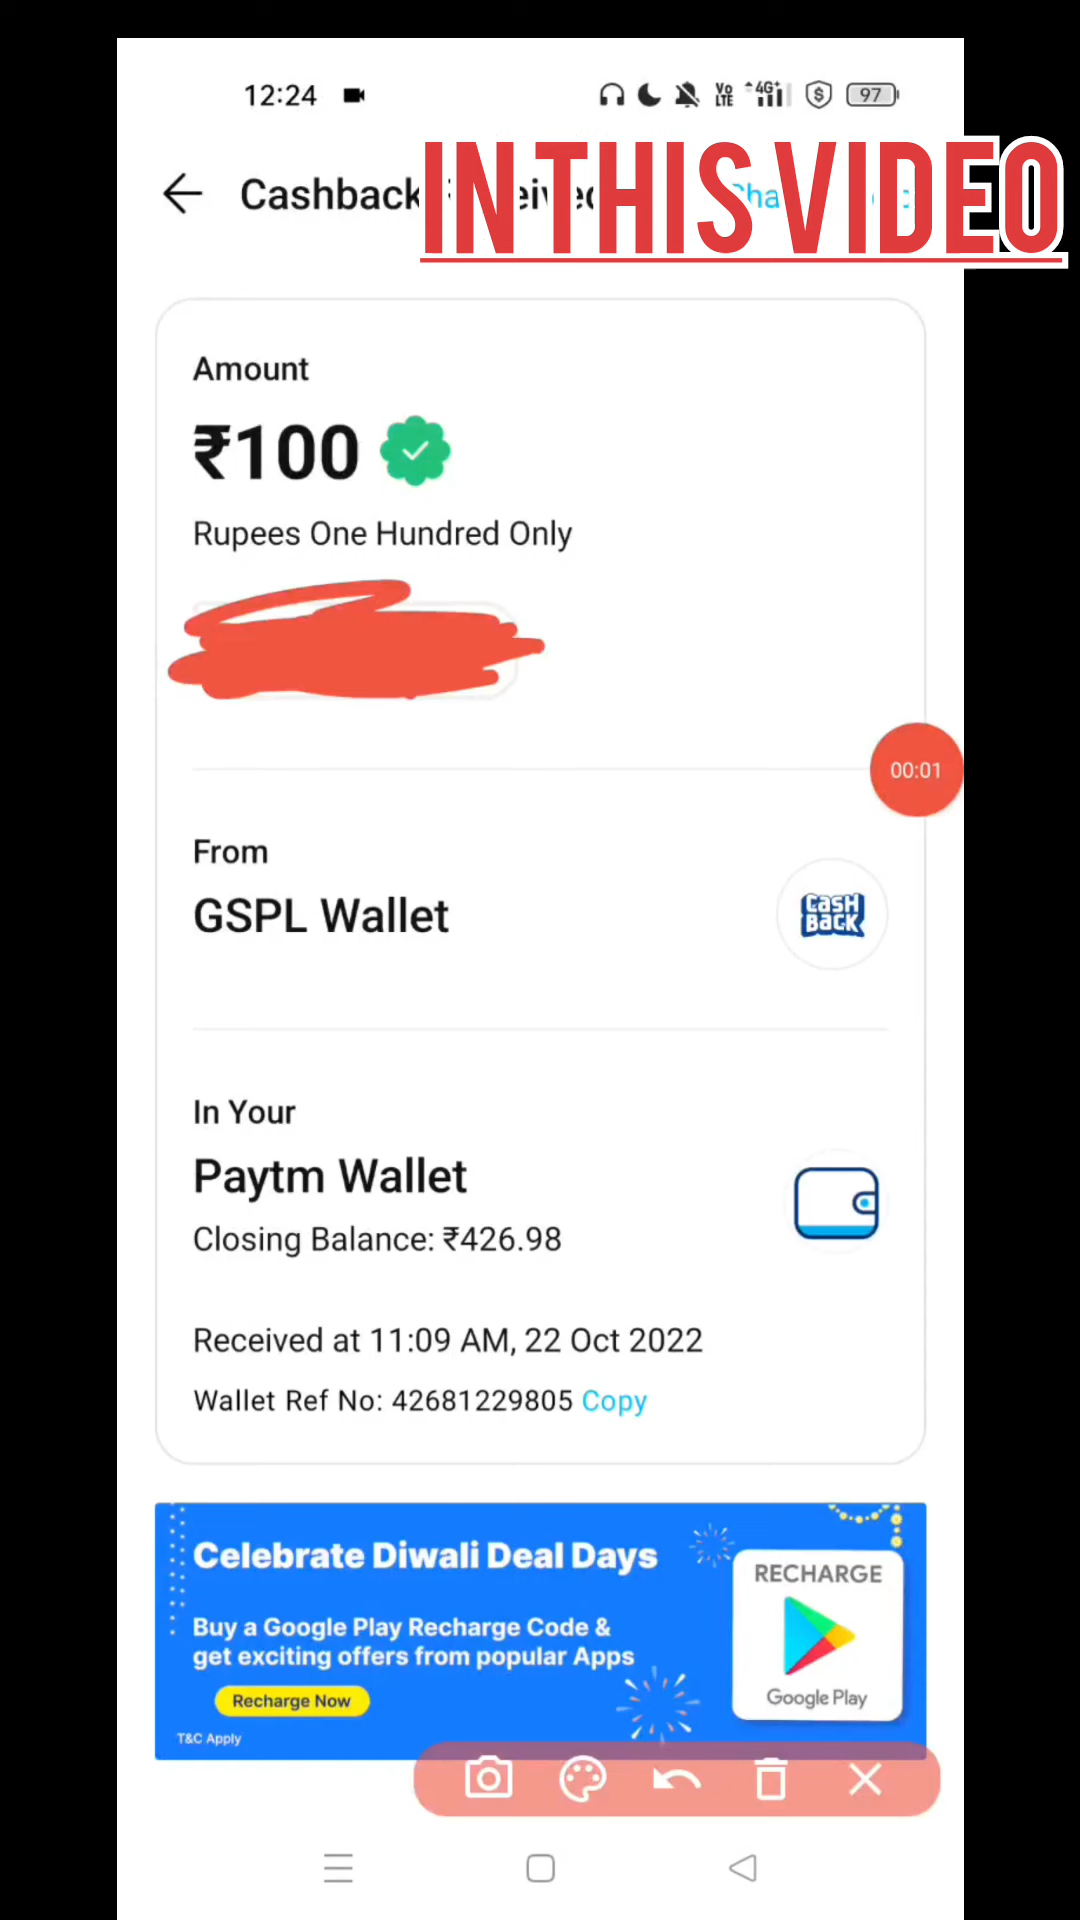 12:24
Vo LTE 4G+ 97
IN THIS VIDEO
Cashback
Amount
₹100
Rupees One Hundred Only
00:01
From
GSPL Wallet
CASH BACK
In Your
Paytm Wallet
Closing Balance: ₹426.98
Received at 11:09 AM, 22 Oct 2022
Wallet Ref No: 42681229805 Copy
Celebrate Diwali Deal Days
Buy a Google Play Recharge Code &
get exciting offers from popular Apps
Recharge Now
T&C Apply
RECHARGE
Google Play